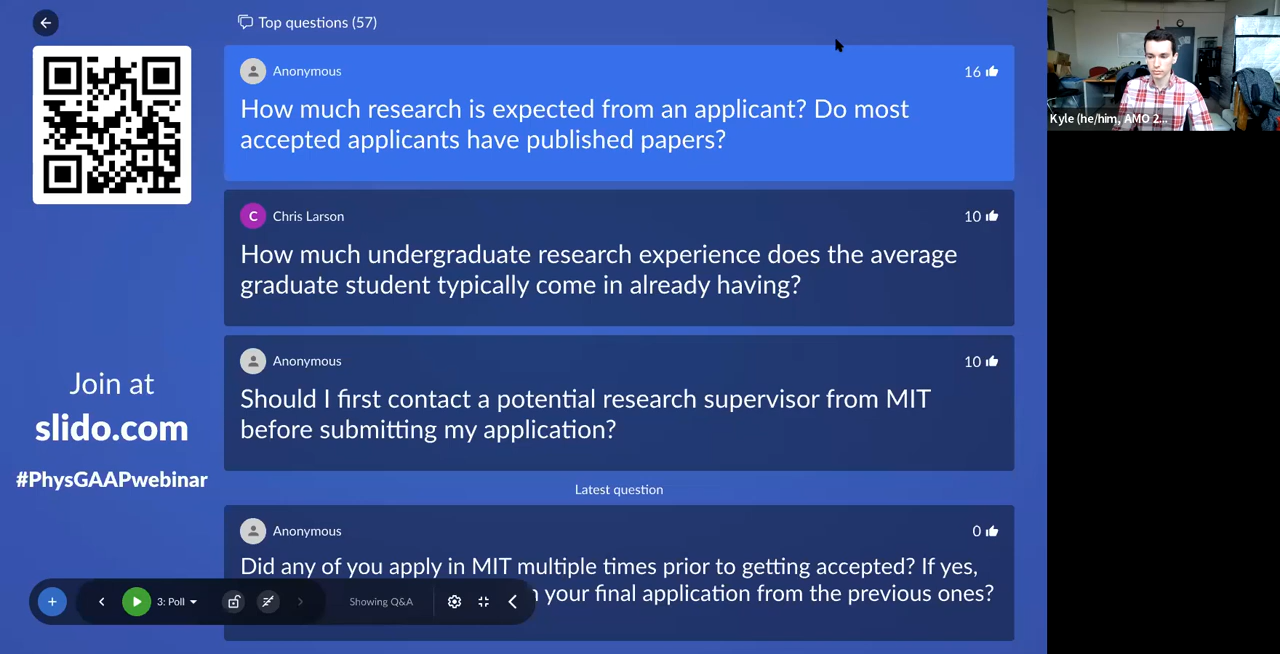 Top questions (57)
Anonymous
16
How much research is expected from an applicant? Do most
accepted applicants have published papers?
C
Chris Larson
10
How much undergraduate research experience does the average
graduate student typically come in already having?
Anonymous
10
Should I first contact a potential research supervisor from MIT
before submitting my application?
Latest question
Anonymous
0
Did any of you apply in MIT multiple times prior to getting accepted? If yes,
your final application from the previous ones?
Join at
slido.com
#PhysGAAPwebinar
3: Poll
Showing Q&A
Kyle (he/him, AMO 2...